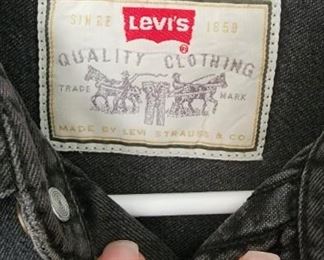 Levi's
SINCE 1850
QUALITY CLOTHING
TRADE MARK
MADE BY LEVI STRAUSS & CO.